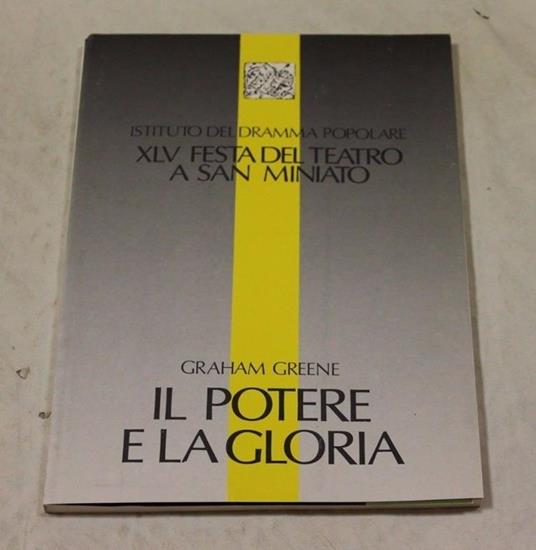 ISTITUTO DEL DRAMMA POPOLARE
XLV FESTA DEL TEATRO
A SAN MINIATO
GRAHAM GREENE
IL POTERE
E LA GLORIA